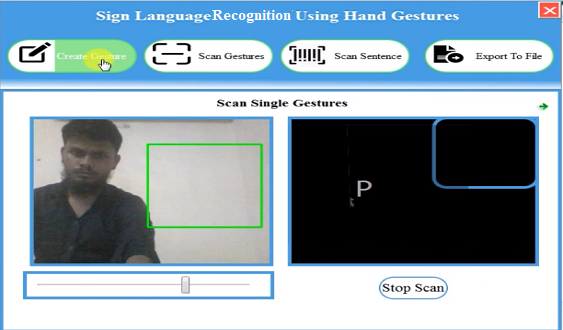 Sign LanguageRecognition Using Hand Gestures
Create Gesture
Scan Gestures
Scan Sentence
Export To File
Scan Single Gestures
P
Stop Scan